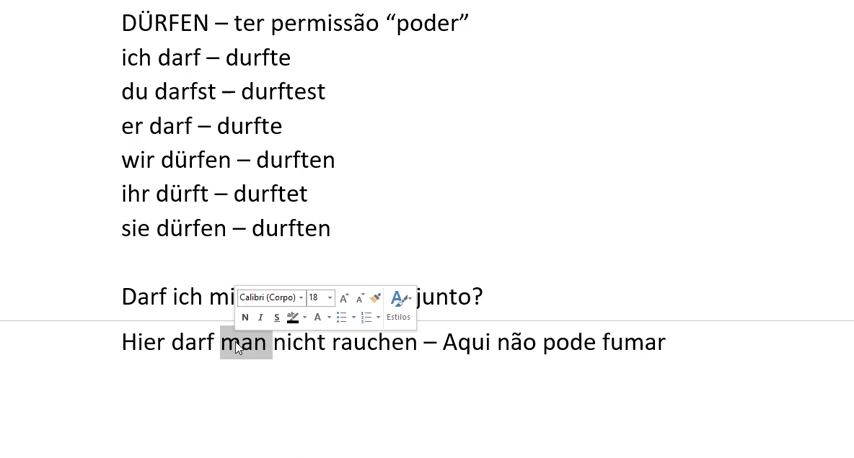 DÜRFEN – ter permissão “poder”
ich darf – durfte
du darfst – durftest
er darf – durfte
wir dürfen – durften
ihr dürft – durftet
sie dürfen – durften
Darf ich junto?
Calibri (Corpo) 18
N I S A Estilos
Hier darf man nicht rauchen – Aqui não pode fumar